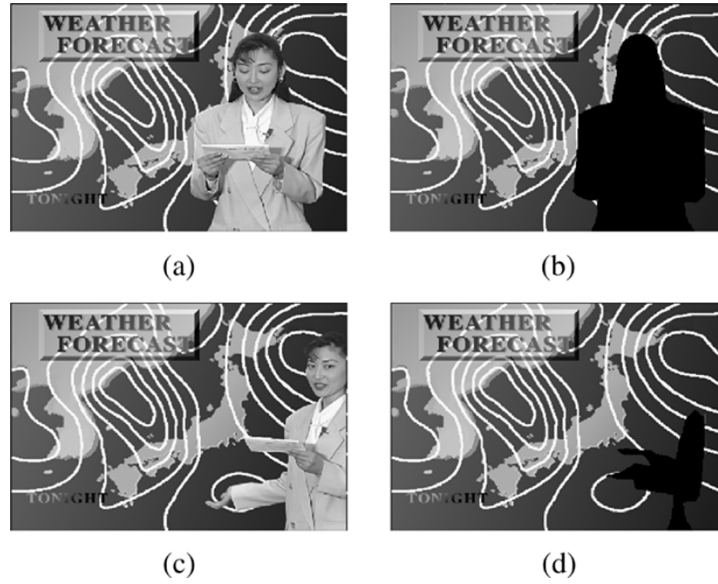 WEATHER
FORECAST
TONIGHT
(a)
WEATHER
FORECAST
TONIGHT
(b)
WEATHER
FORECAST
TONIGHT
(c)
WEATHER
FORECAST
TONIGHT
(d)